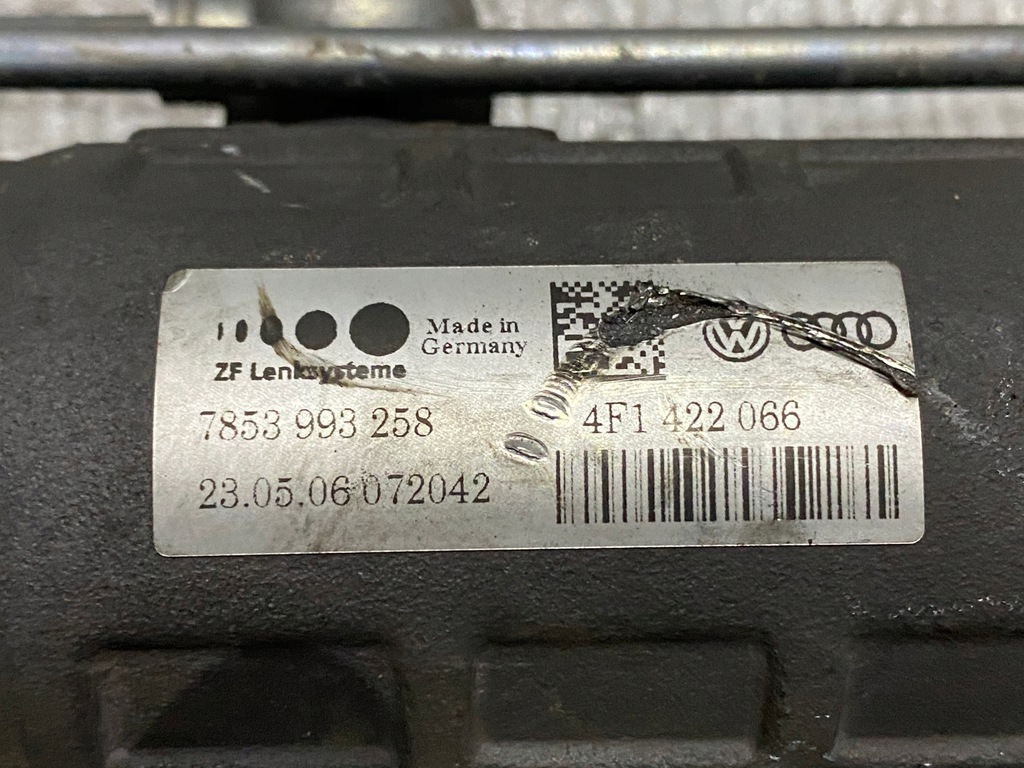 Made in
Germany
ZF Lenksysteme
7853 993 258
4F1 422 066
23.05.06 072042